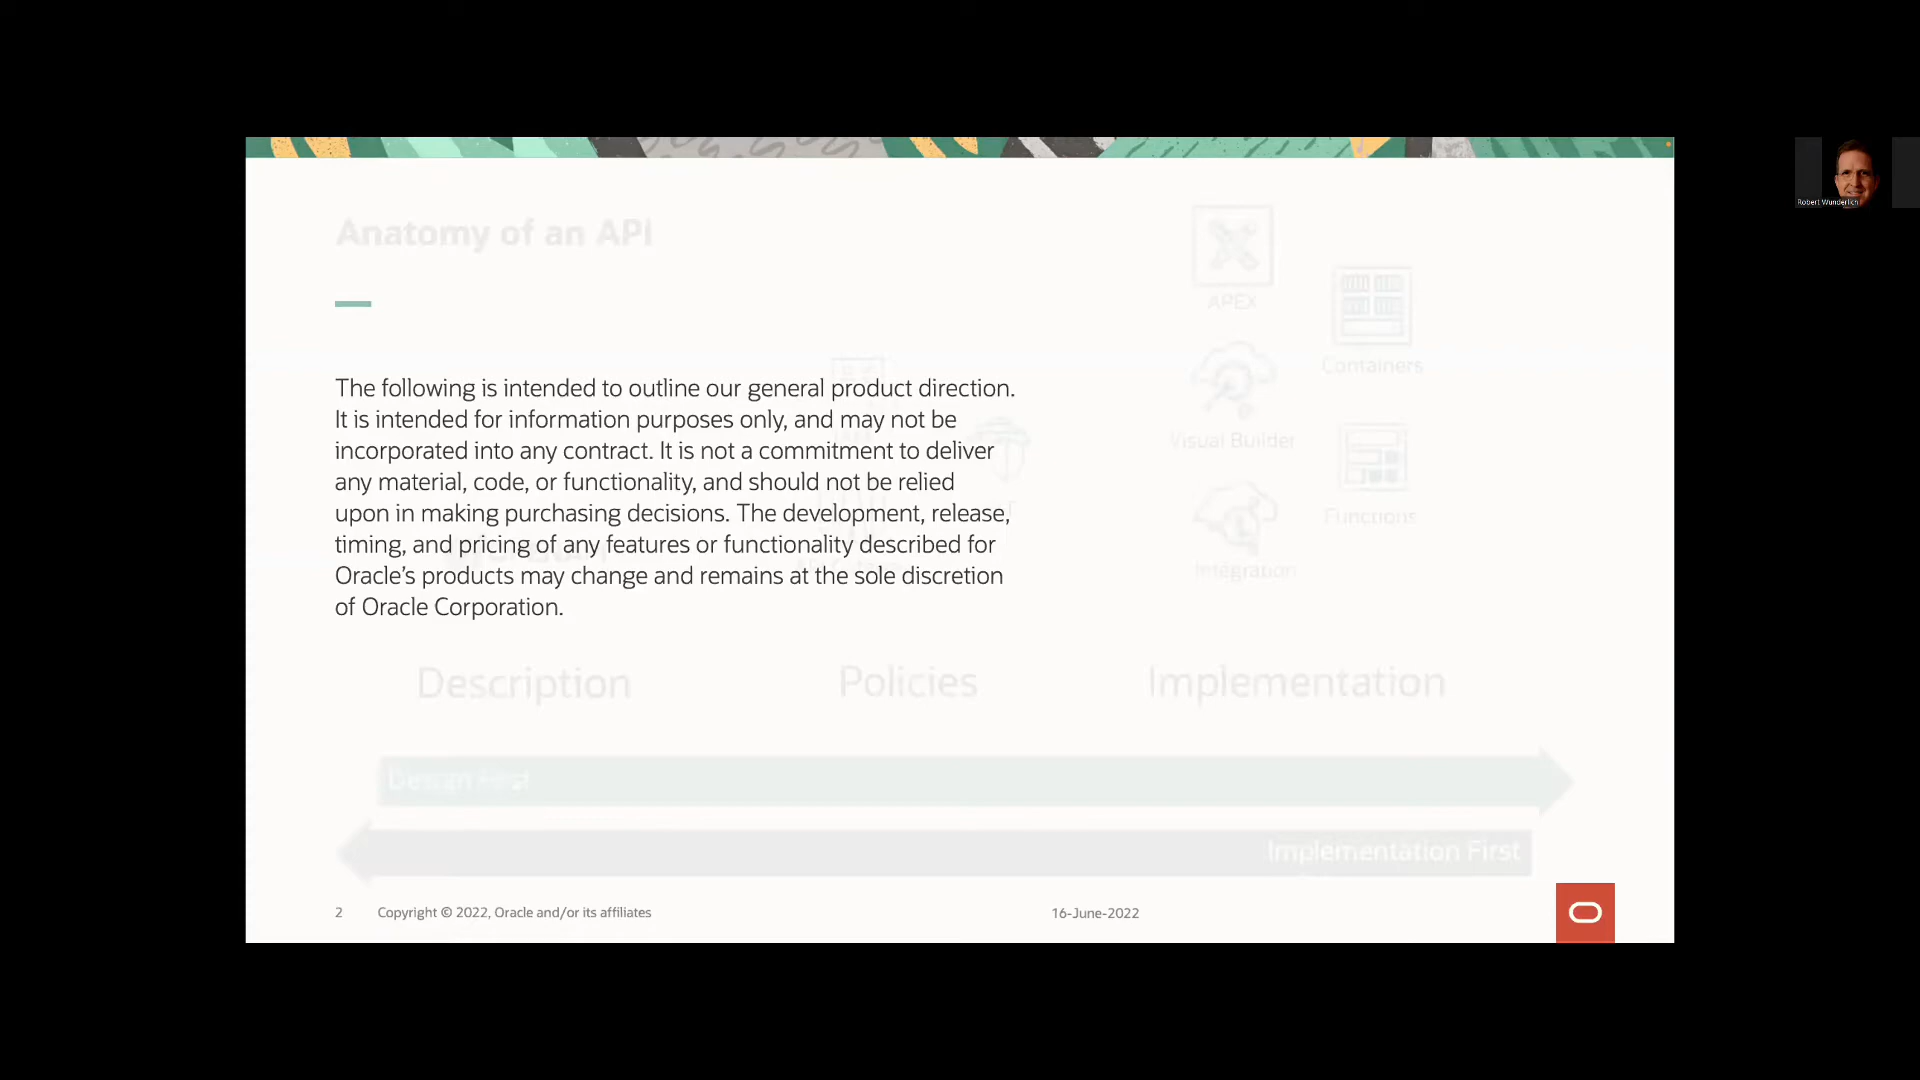 Anatomy of an API
The following is intended to outline our general product direction.
It is intended for information purposes only, and may not be
incorporated into any contract. It is not a commitment to deliver
any material, code, or functionality, and should not be relied
upon in making purchasing decisions. The development, release,
timing, and pricing of any features or functionality described for
Oracle’s products may change and remains at the sole discretion
of Oracle Corporation.
APEX
Containers
Visual Builder
Functions
Integration
Description
Policies
Implementation
Design First
Implementation First
2
Copyright © 2022, Oracle and/or its affiliates
16-June-2022
Robert Wunderlich